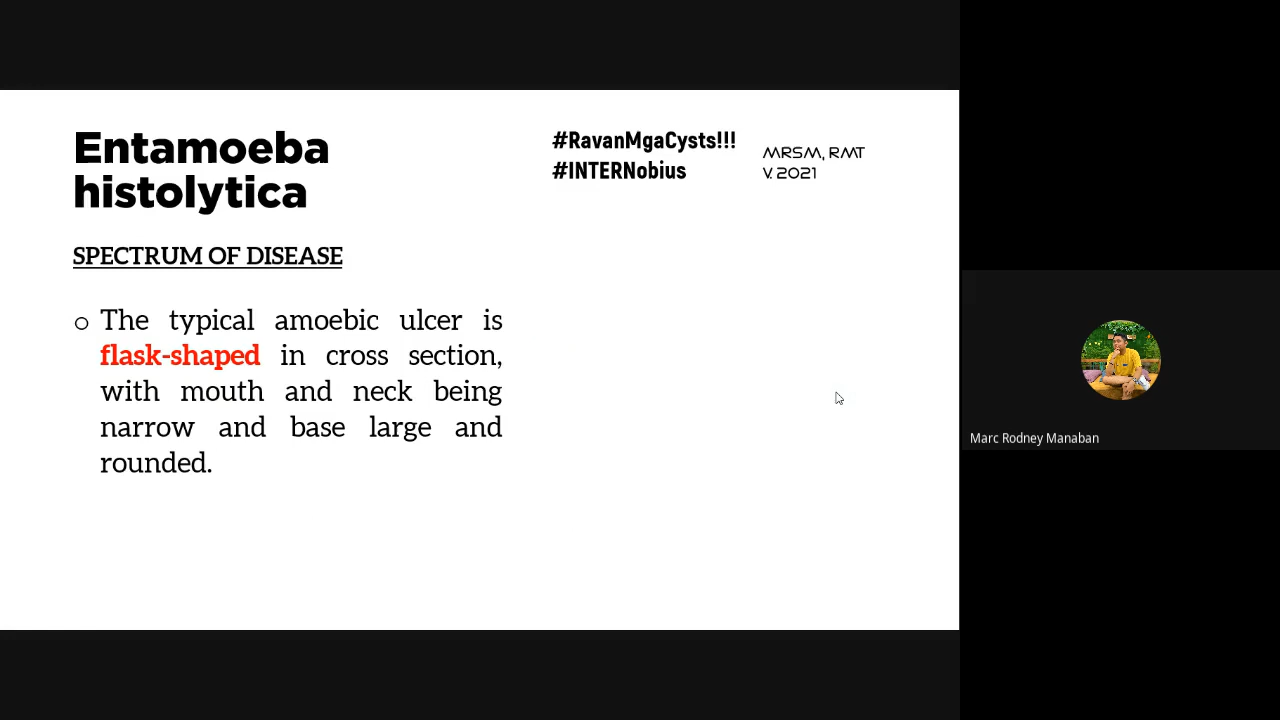 Entamoeba
histolytica
#RavanMgaCysts!!!
#INTERNobius
MRSM, RMT
V. 2021
SPECTRUM OF DISEASE
o The typical amoebic ulcer is
flask-shaped in cross section,
with mouth and neck being
narrow and base large and
rounded.
Marc Rodney Manaban